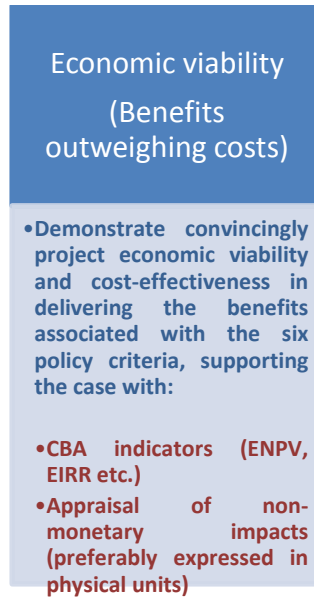 Economic viability
(Benefits
outweighing costs)
•Demonstrate convincingly
project economic viability
and cost-effectiveness in
delivering the benefits
associated with the six
policy criteria, supporting
the case with:
•CBA indicators (ENPV,
EIRR etc.)
•Appraisal of non-
monetary impacts
(preferably expressed in
physical units)